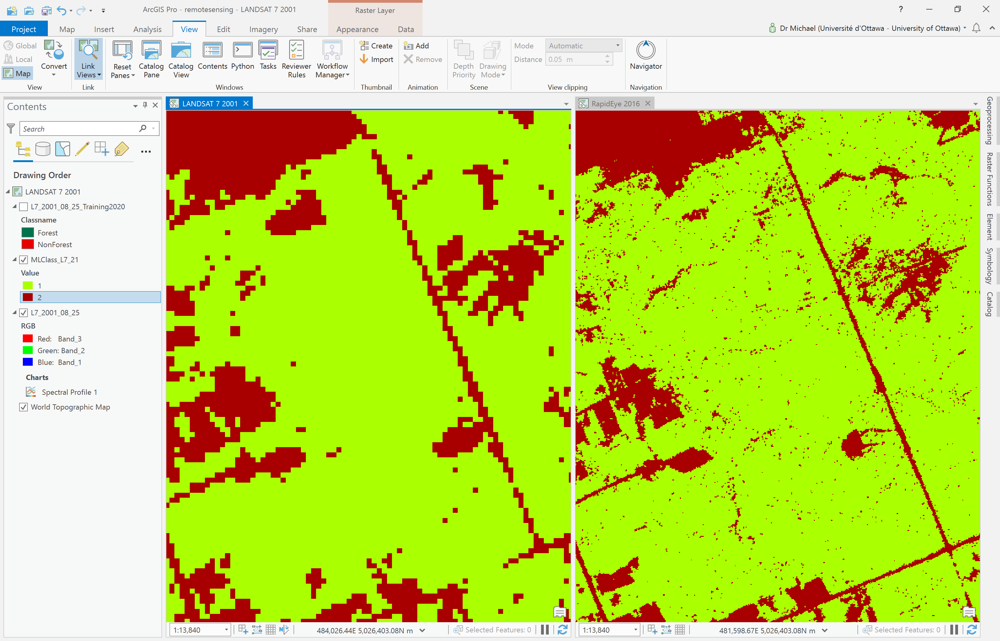 ArcGIS Pro - remotesensing - LANDSAT 7 2001
Raster Layer
?
Project
Map
Insert
Analysis
View
Edit
Imagery
Share
Appearance
Data
Dr Michael (Université d'Ottawa - University of Ottawa)
Global
Local
Map
Convert
View
Link
Views
Link
Reset
Panes
Catalog
Pane
Catalog
View
Contents
Python
Tasks
Reviewer
Rules
Workflow
Manager
Windows
Create
Import
Thumbnail
Add
Remove
Animation
Depth
Priority
Drawing
Mode
Scene
Mode
Automatic
Distance
0.05 m
View clipping
Navigator
Navigation
Contents
Search
Drawing Order
LANDSAT 7 2001
L7_2001_08_25_Training2020
Classname
Forest
NonForest
MLClass_L7_21
Value
1
2
L7_2001_08_25
RGB
Red: Band_3
Green: Band_2
Blue: Band_1
Charts
Spectral Profile 1
World Topographic Map
LANDSAT 7 2001
RapidEye 2016
Geoprocessing
Raster Functions
Element
Symbology
Catalog
1:13,840
N
484,026.44E 5,026,403.08N m
Selected Features: 0
1:13,840
481,598.67E 5,026,403.08N m
Selected Features: 0